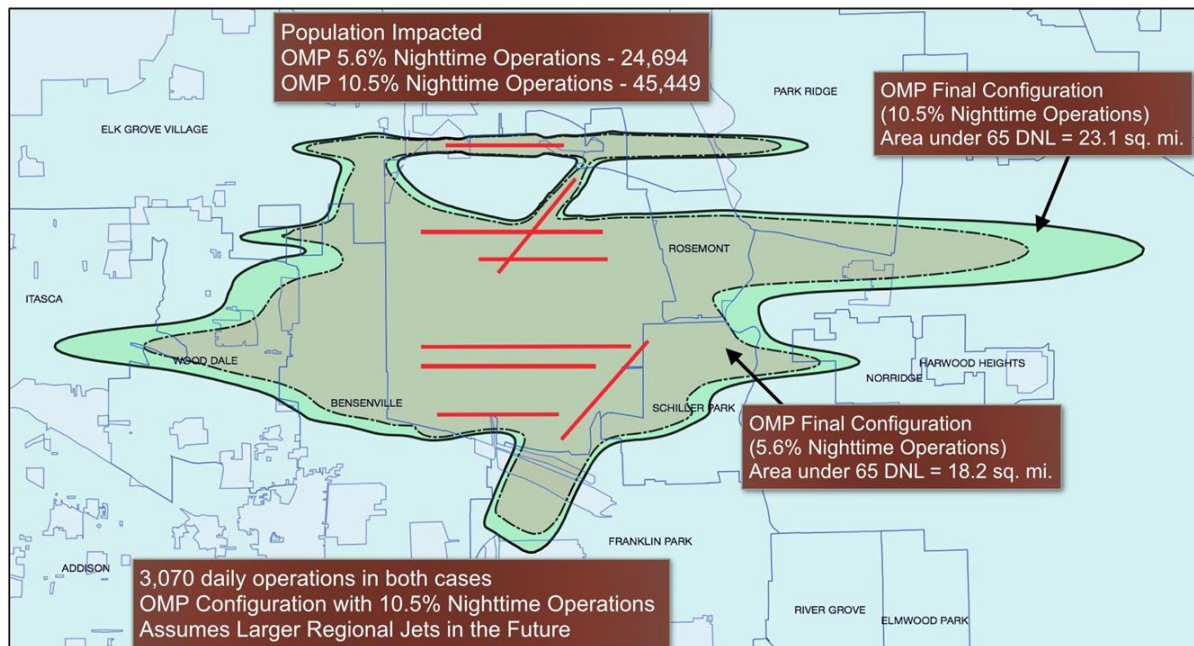 Population Impacted
OMP 5.6% Nighttime Operations - 24,694
OMP 10.5% Nighttime Operations - 45,449
PARK RIDGE
OMP Final Configuration
(10.5% Nighttime Operations)
Area under 65 DNL = 23.1 sq. mi.
ELK GROVE VILLAGE
ROSEMONT
ITASCA
WOOD DALE
HARWOOD HEIGHTS
NORRIDGE
BENSENVILLE
SCHILLER PARK
OMP Final Configuration
(5.6% Nighttime Operations)
Area under 65 DNL = 18.2 sq. mi.
FRANKLIN PARK
ADDISON
3,070 daily operations in both cases
OMP Configuration with 10.5% Nighttime Operations
Assumes Larger Regional Jets in the Future
RIVER GROVE
ELMWOOD PARK